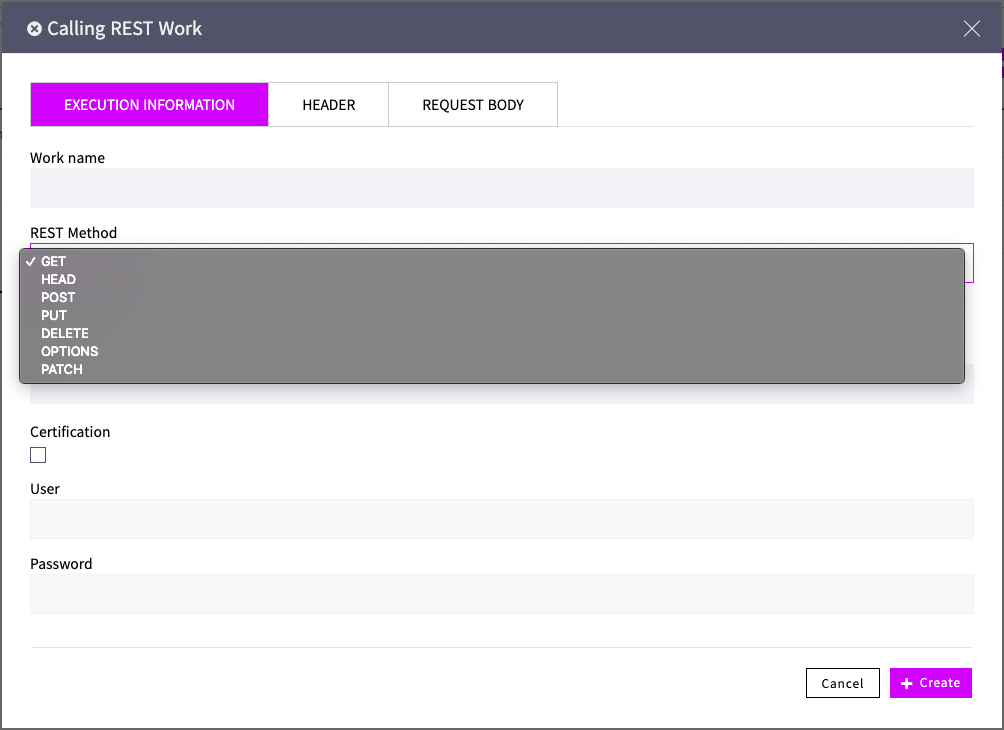 Calling REST Work
EXECUTION INFORMATION
HEADER
REQUEST BODY
Work name
REST Method
GET
HEAD
POST
PUT
DELETE
OPTIONS
PATCH
Certification
User
Password
Cancel
Create